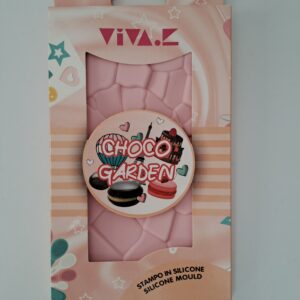 VIVA.Z
CHOCO
GARDEN
STAMPO IN SILICONE
SILICONE MOULD